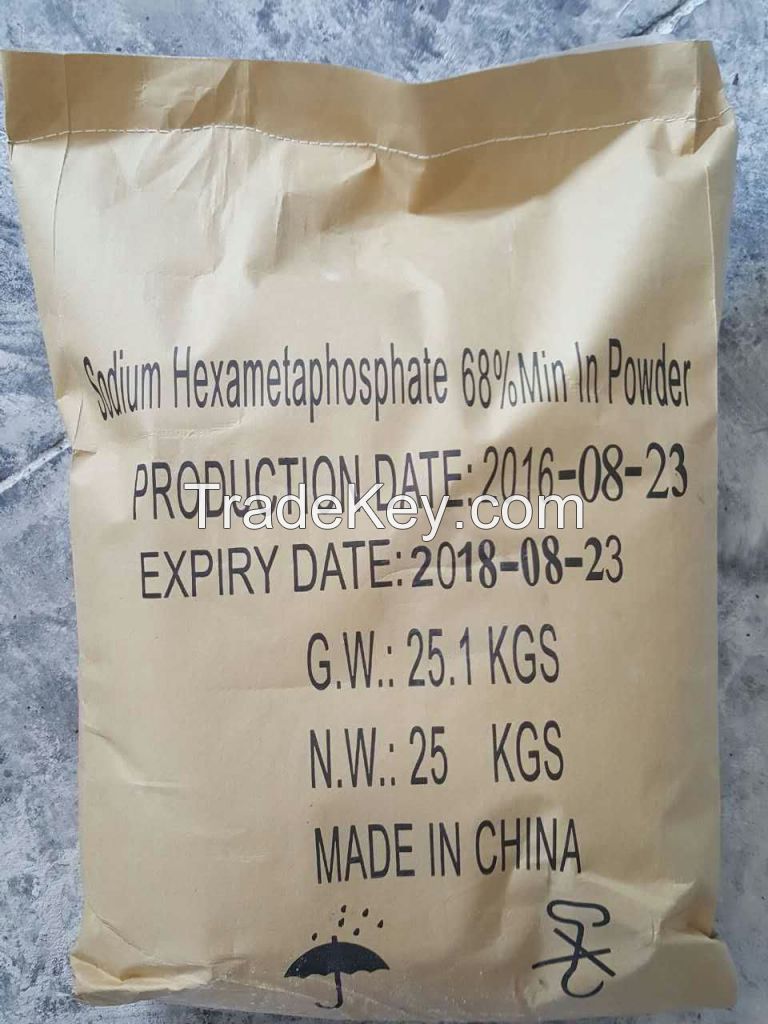 Sodium Hexametaphosphate 68%Min In Powder
PRODUCTION DATE: 2016-08-23
TradeKey.com
EXPIRY DATE: 2018-08-23
G.W.: 25.1 KGS
N.W.: 25 KGS
MADE IN CHINA